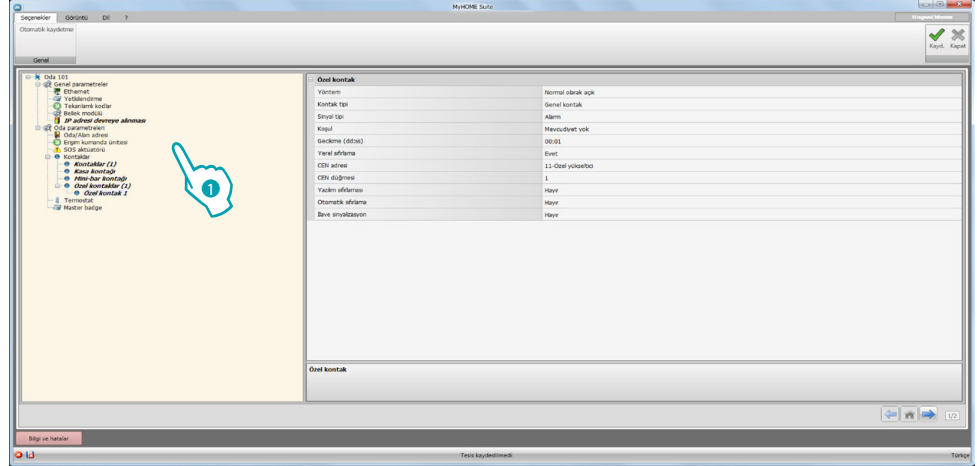 MyHOME Suite
Seçenekler Görüntü Dil ?
Otomatik kaydetme
Kayd. Kapat
Genel
Oda 101
Genel parametreler
Ethernet
Yetkilendirme
Tekrarlamlı kodlar
Bellek modülü
IP adresi devreye alınması
Oda parametreleri
Oda/Alan adresi
Erişim kumanda ünitesi
SOS aktüatörü
Kontaklar
Kontaklar (1)
Kasa kontağı
Mini-bar kontağı
Özel kontaklar (1)
Özel kontak 1
Termostat
Master badge
1
Özel kontak
Yöntem Normal olarak açık
Kontak tipi Genel kontak
Sinyal tipi Alarm
Koşul Mevcudiyet yok
Gecikme (dd:ss) 00:01
Yerel sıfırlama Evet
CEN adresi 11-Özel yükseltici
CEN düğmesi 1
Yazılım sıfırlaması Hayır
Otomatik sıfırlama Hayır
İlave sinyalizasyon Hayır
Özel kontak
1/2
Bilgi ve hatalar
Tesis kaydedilmedi Türkçe